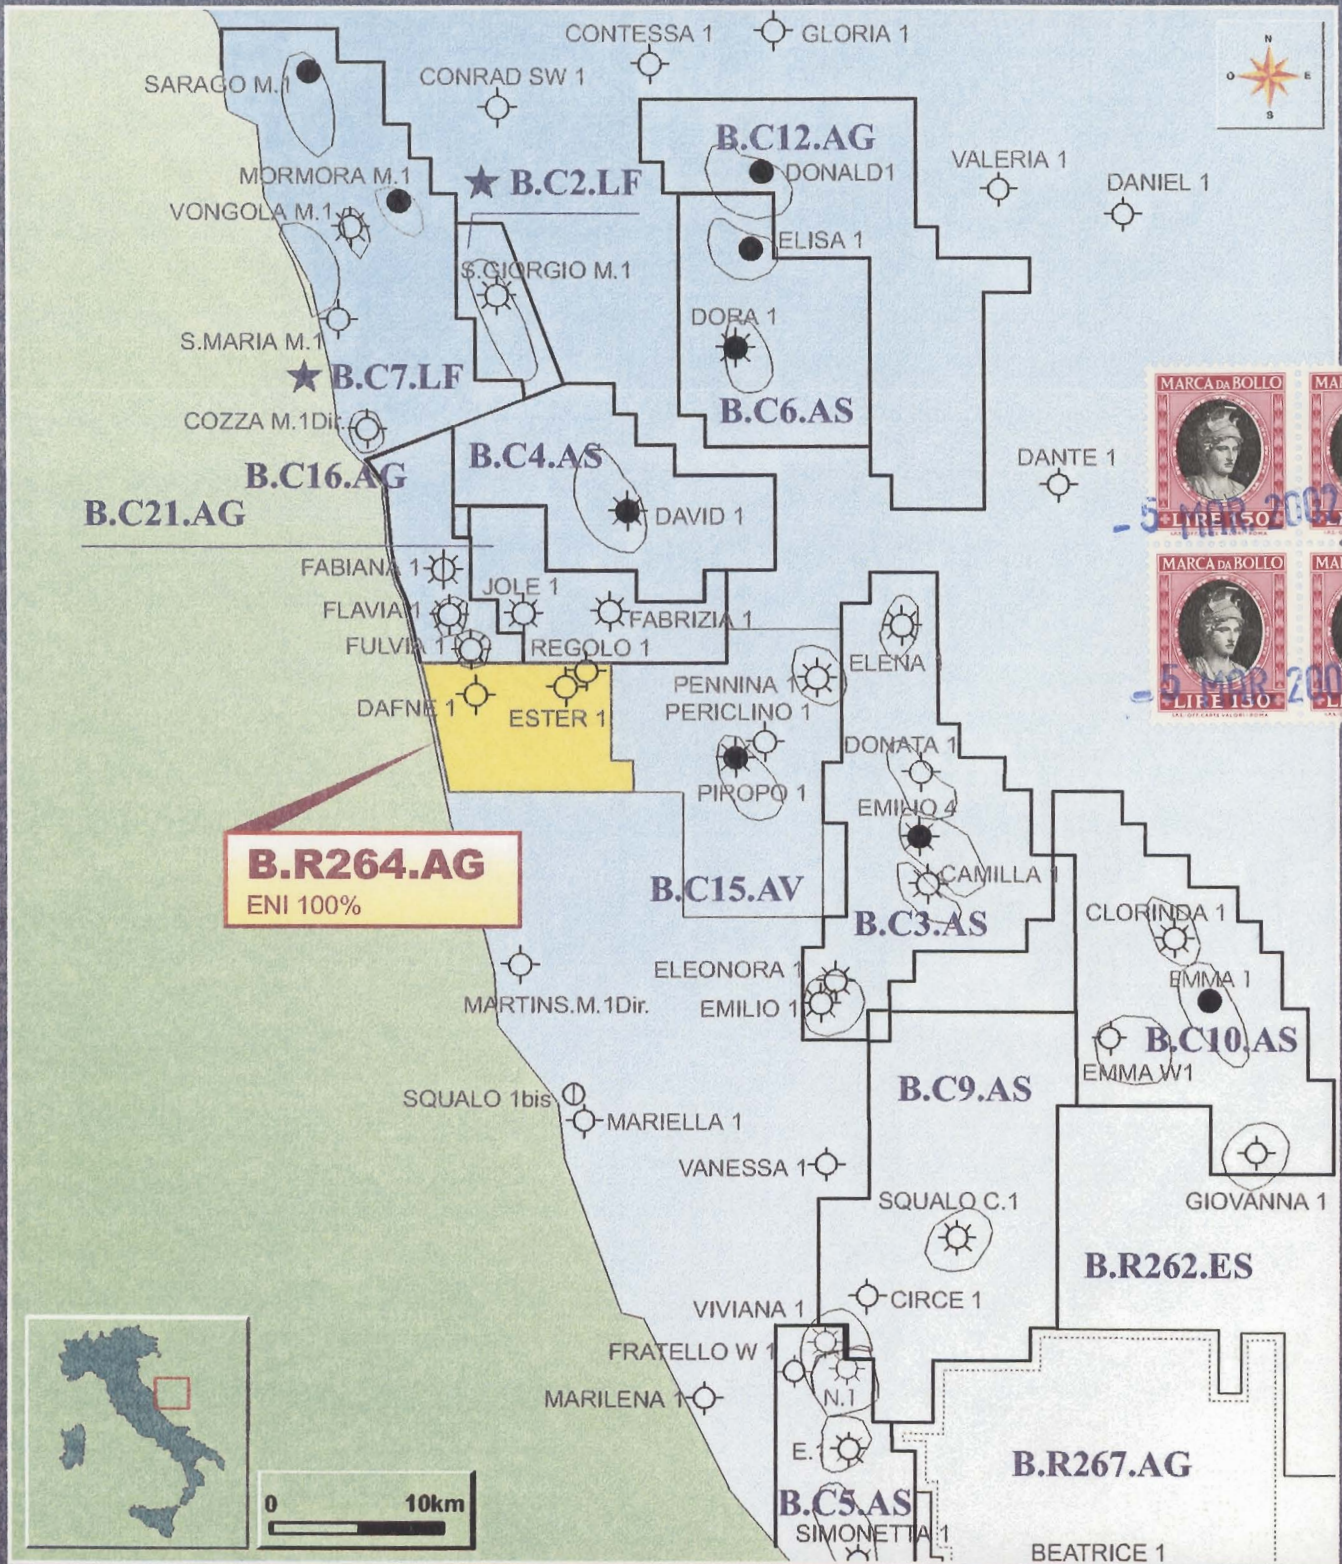 CONTESSA 1
GLORIA 1
N
O
E
S
SARAGO M.1
CONRAD SW 1
B.C12.AG
DONALD1
VALERIA 1
DANIEL 1
MORMORA M.1
B.C2.LF
VONGOLA M.1
ELISA 1
S.GIORGIO M.1
DORA 1
S.MARIA M.1
B.C7.LF
B.C6.AS
MARCA DA BOLLO
LIRE 150
COZZA M.1Dir.
B.C4.AS
B.C16.AG
DANTE 1
B.C21.AG
DAVID 1
- 5 MAR. 2002
MARCA DA BOLLO
LIRE 150
FABIANA 1
JOLE 1
FLAVIA 1
FABRIZIA 1
FULVIA 1
REGOLO 1
ELENA 1
PENNINA 1
- 5 MAR 200
DAFNE 1
ESTER 1
PERICLINO 1
DONATA 1
PIROPO 1
EMILIO 4
B.R264.AG
ENI 100%
CAMILLA 1
B.C15.AV
B.C3.AS
CLORINDA 1
ELEONORA 1
EMMA 1
MARTINS.M.1Dir.
EMILIO 1
B.C10.AS
EMMA W1
B.C9.AS
SQUALO 1bis
MARIELLA 1
VANESSA 1
SQUALO C.1
GIOVANNA 1
B.R262.ES
VIVIANA 1
CIRCE 1
FRATELLO W 1
MARILENA 1
N.1
E.1
B.R267.AG
0 10km
B.C5.AS
SIMONETTA 1
BEATRICE 1